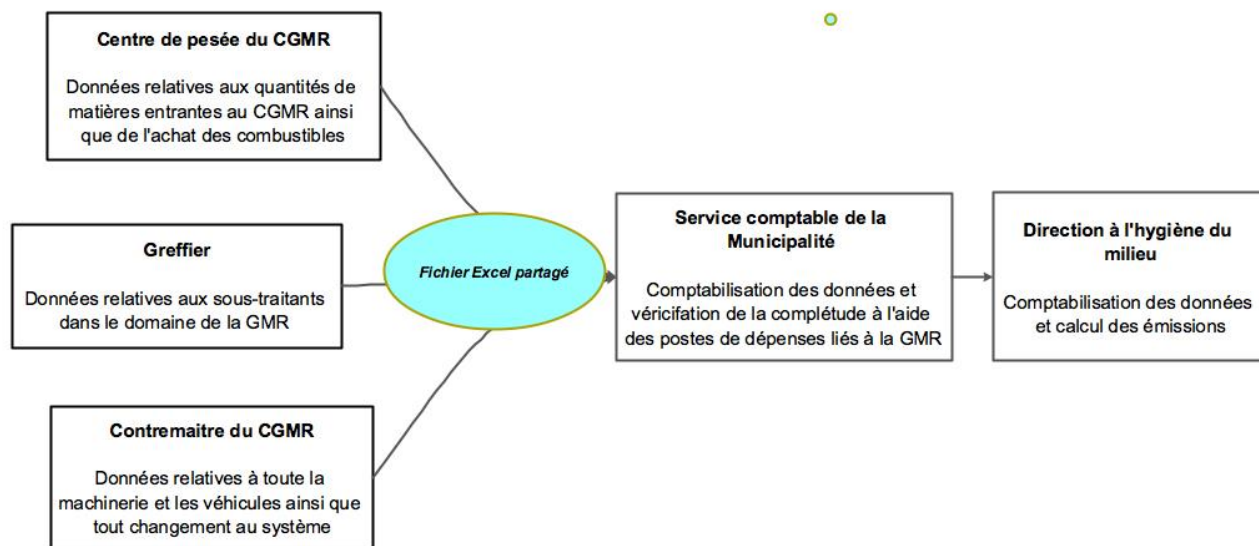 Centre de pesée du CGMR
Données relatives aux quantités de
matières entrantes au CGMR ainsi
que de l'achat des combustibles
Greffier
Données relatives aux sous-traitants
dans le domaine de la GMR
Contremaitre du CGMR
Données relatives à toute la
machinerie et les véhicules ainsi que
tout changement au système
Fichier Excel partagé
Service comptable de la
Municipalité
Comptabilisation des données et
véricifation de la complétude à l'aide
des postes de dépenses liés à la GMR
Direction à l'hygiène du
milieu
Comptabilisation des données
et calcul des émissions